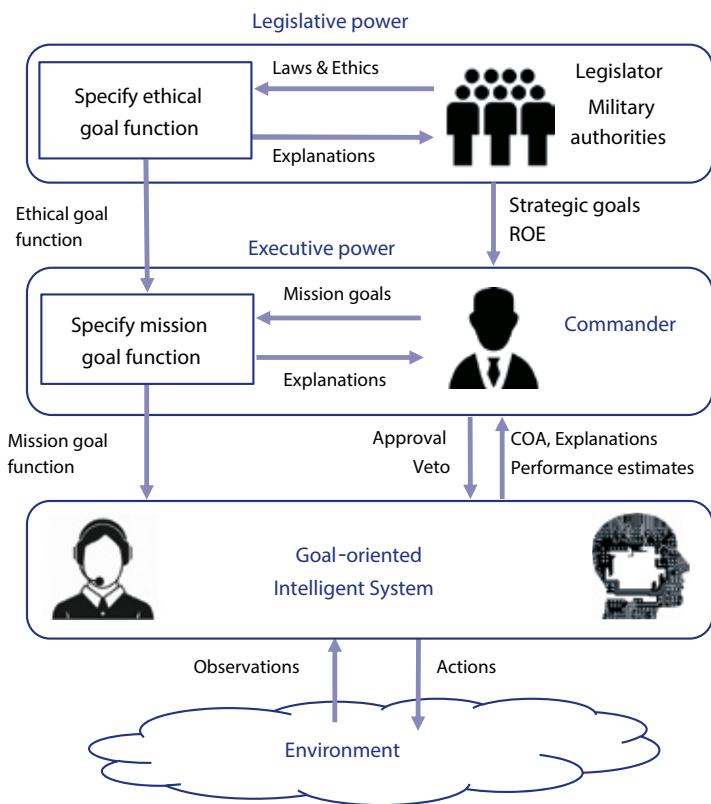 Legislative power
Laws & Ethics
Specify ethical
goal function
Explanations
Legislator
Military
authorities
Ethical goal
function
Strategic goals
ROE
Executive power
Mission goals
Specify mission
goal function
Explanations
Commander
Mission goal
function
Approval
Veto
COA, Explanations
Performance estimates
Goal-oriented
Intelligent System
Observations
Actions
Environment